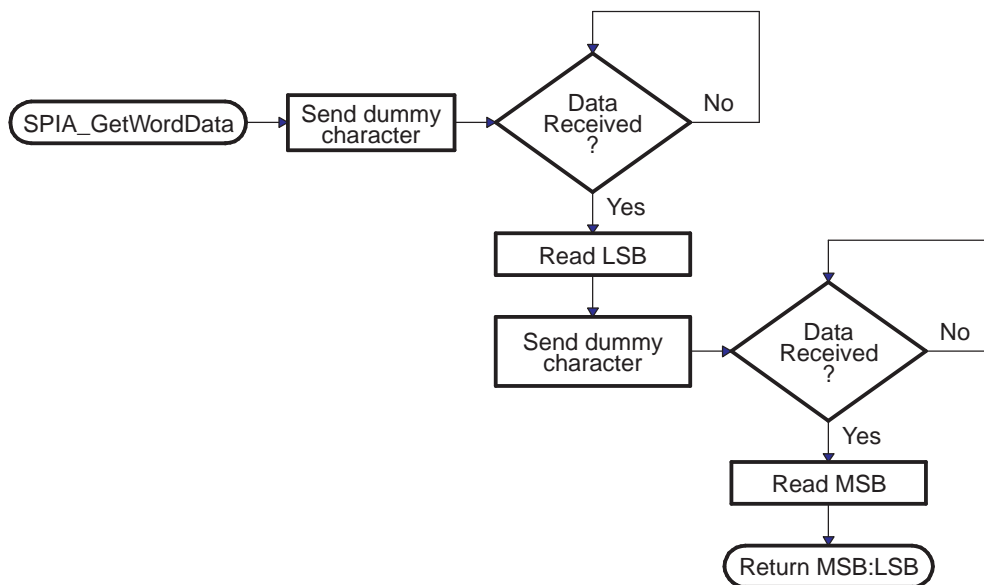 SPIA_GetWordData
Send dummy
character
Data
Received
?
No
Yes
Read LSB
Send dummy
character
Data
Received
?
No
Yes
Read MSB
Return MSB:LSB